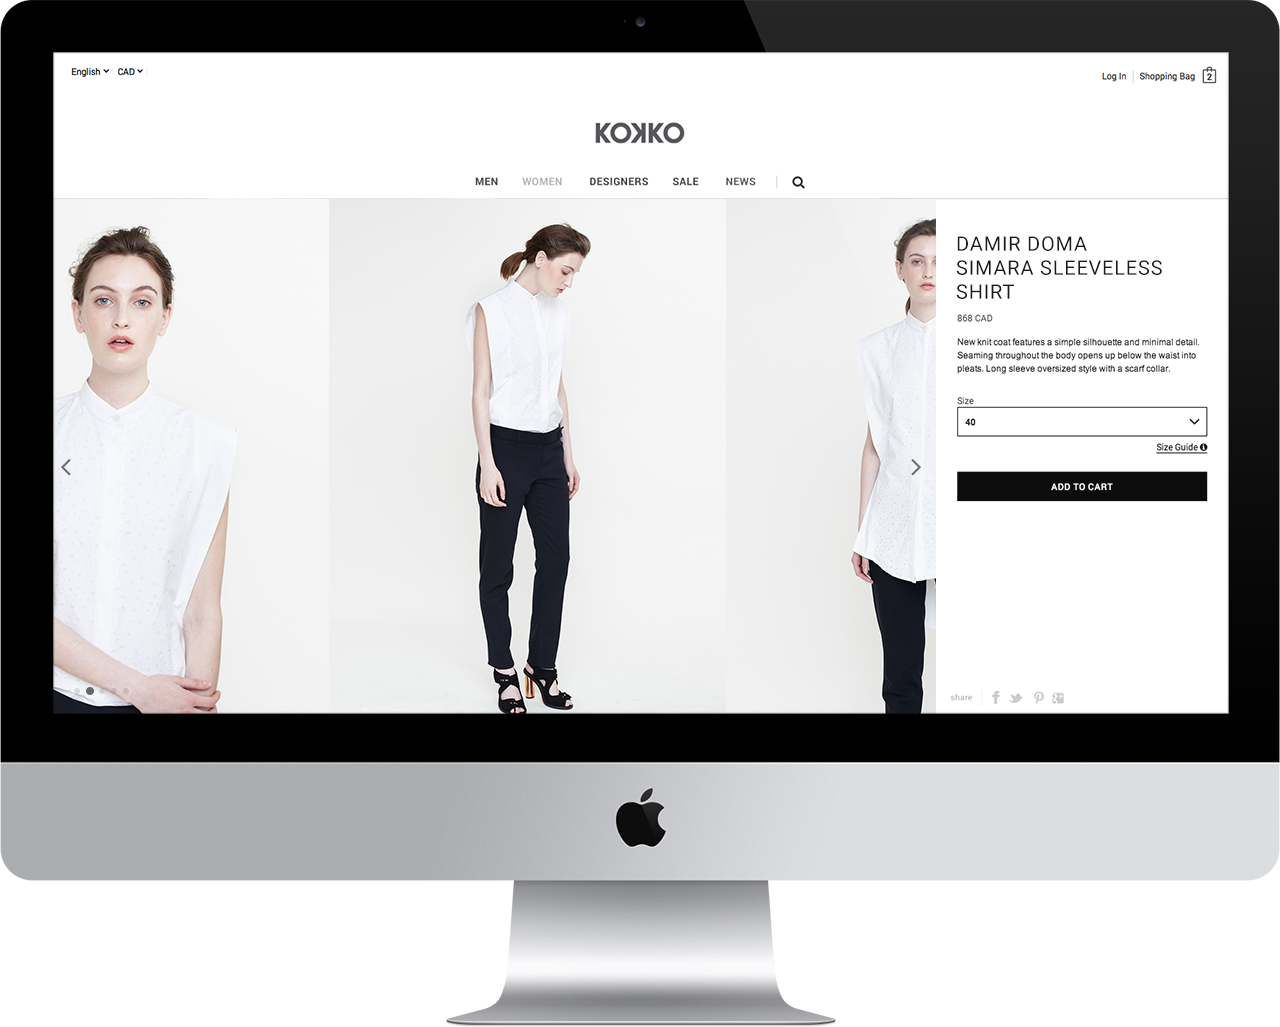 English CAD
Log In Shopping Bag 2
KOKKO
MEN WOMEN DESIGNERS SALE NEWS
DAMIR DOMA
SIMARA SLEEVELESS
SHIRT
868 CAD
New knit coat features a simple silhouette and minimal detail.
Seaming throughout the body opens up below the waist into
pleats. Long sleeve oversized style with a scarf collar.
Size
40
Size Guide
ADD TO CART
share